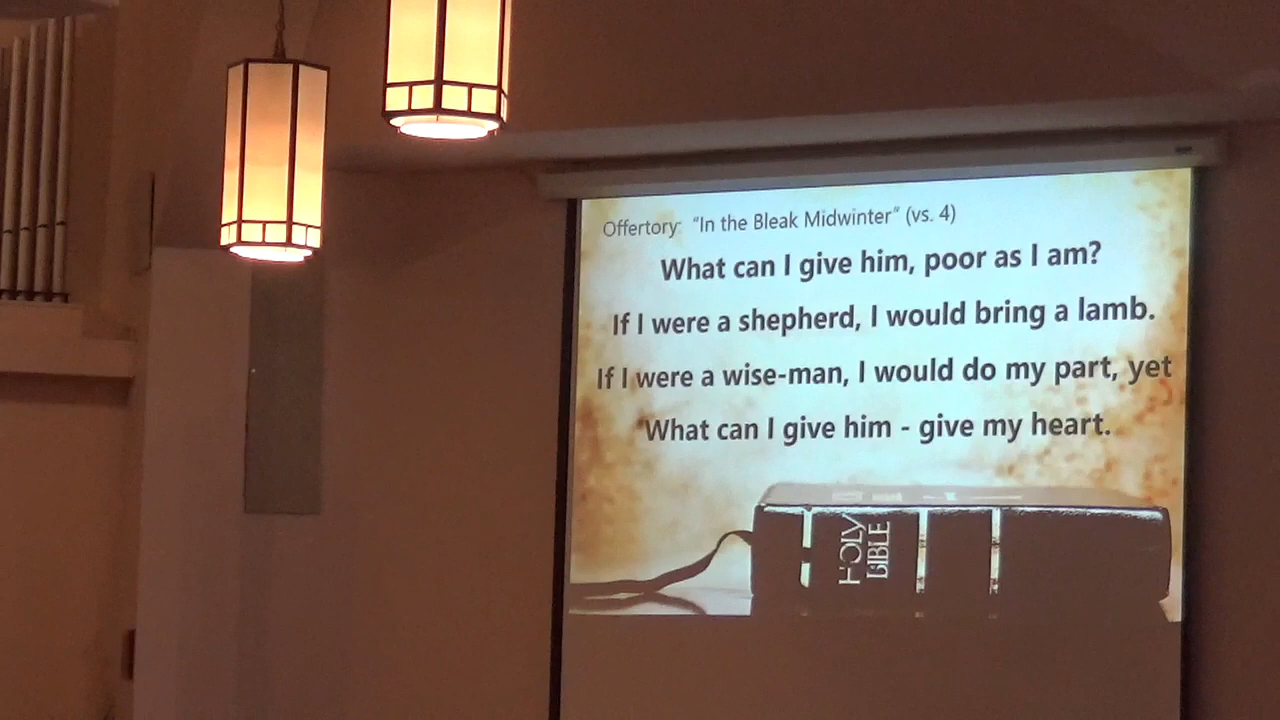 Offertory: "In the Bleak Midwinter" (vs. 4)
What can I give him, poor as I am?
If I were a shepherd, I would bring a lamb.
If I were a wise-man, I would do my part, yet
What can I give him - give my heart.
HOLY
BIBLE